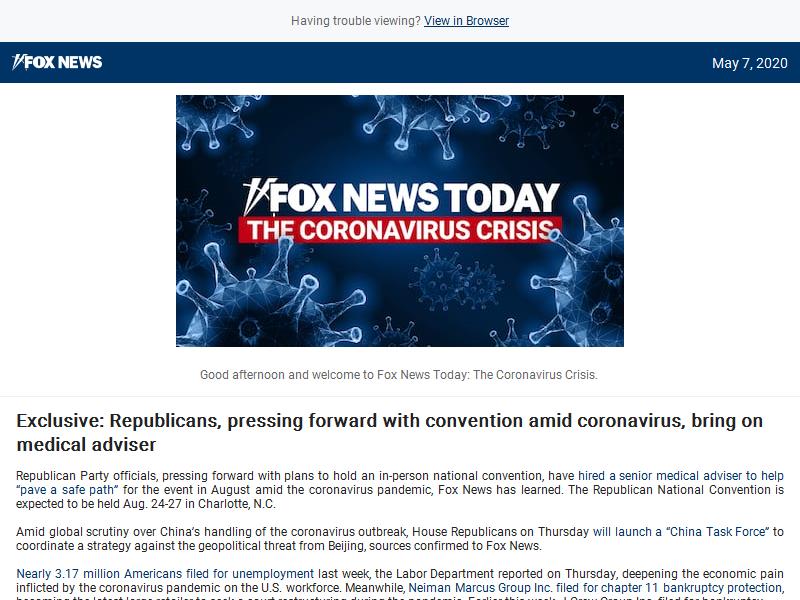 Having trouble viewing? View in Browser
FOX NEWS
May 7, 2020
FOX NEWS TODAY
THE CORONAVIRUS CRISIS
Good afternoon and welcome to Fox News Today: The Coronavirus Crisis.
Exclusive: Republicans, pressing forward with convention amid coronavirus, bring on
medical adviser
Republican Party officials, pressing forward with plans to hold an in-person national convention, have hired a senior medical adviser to help
“pave a safe path” for the event in August amid the coronavirus pandemic, Fox News has learned. The Republican National Convention is
expected to be held Aug. 24-27 in Charlotte, N.C.
Amid global scrutiny over China’s handling of the coronavirus outbreak, House Republicans on Thursday will launch a “China Task Force” to
coordinate a strategy against the geopolitical threat from Beijing, sources confirmed to Fox News.
Nearly 3.17 million Americans filed for unemployment last week, the Labor Department reported on Thursday, deepening the economic pain
inflicted by the coronavirus pandemic on the U.S. workforce. Meanwhile, Neiman Marcus Group Inc. filed for chapter 11 bankruptcy protection,